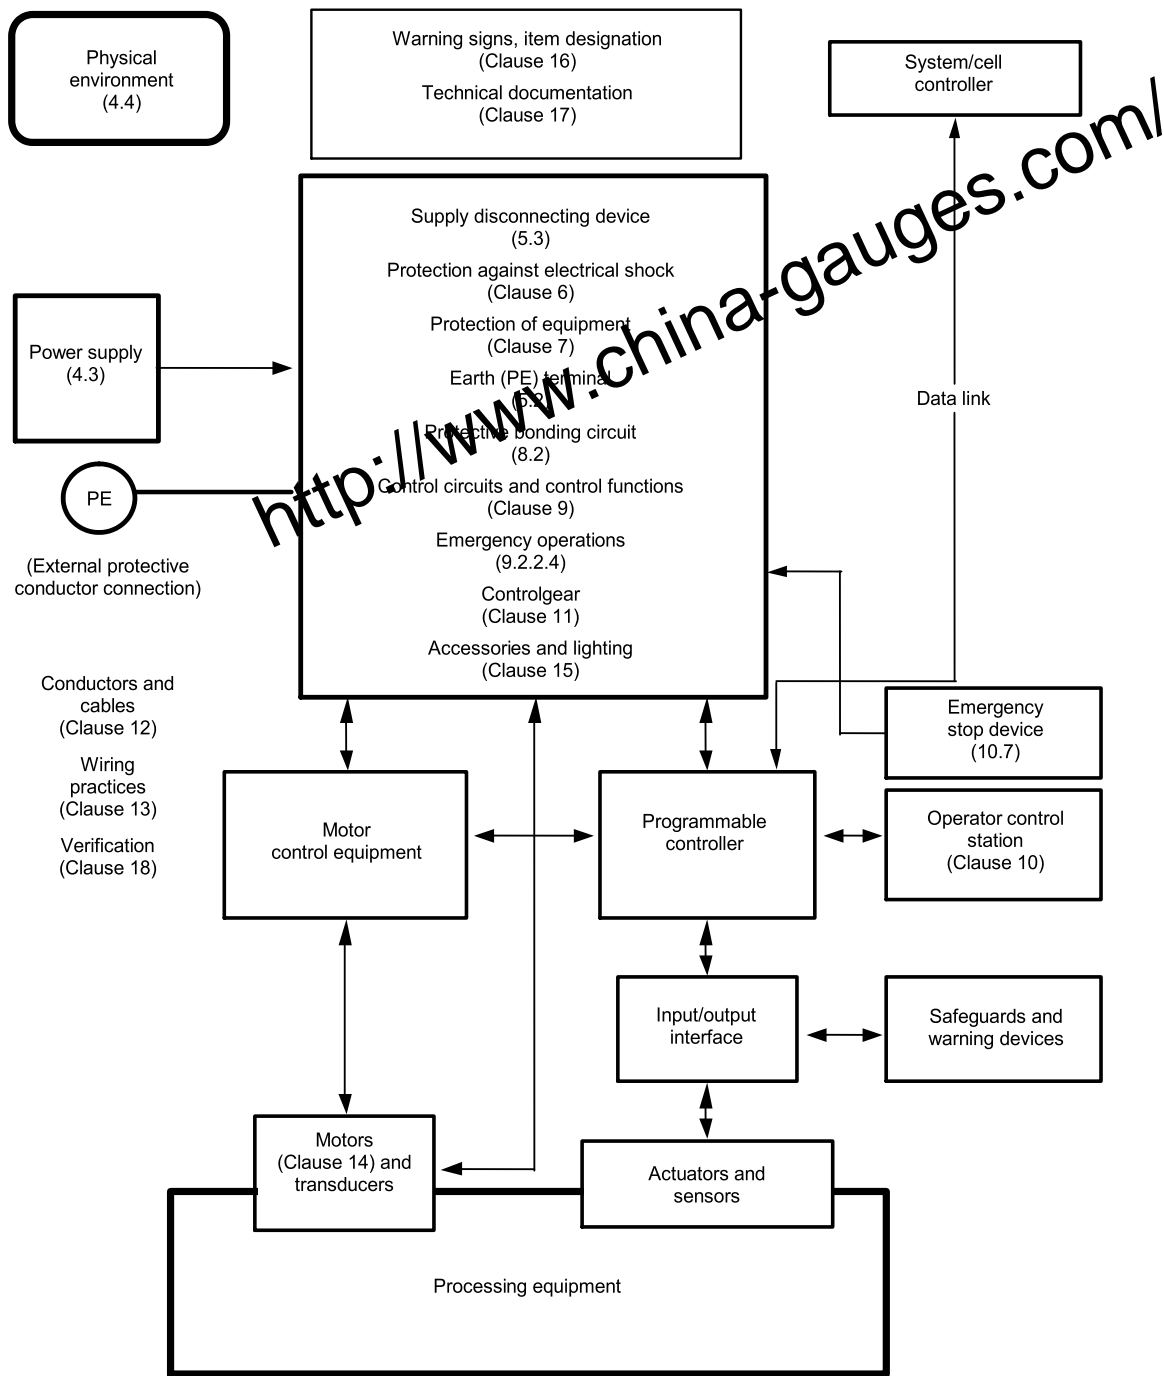 Physical
environment
(4.4)
Warning signs, item designation
(Clause 16)
Technical documentation
(Clause 17)
System/cell
controller
Supply disconnecting device
(5.3)
Protection against electrical shock
(Clause 6)
Protection of equipment
(Clause 7)
Earth (PE) terminal
(5.2)
Protective bonding circuit
(8.2)
Control circuits and control functions
(Clause 9)
Emergency operations
(9.2.2.4)
Controlgear
(Clause 11)
Accessories and lighting
(Clause 15)
http://www.china-gauges.com/
Power supply
(4.3)
PE
(External protective
conductor connection)
Data link
Conductors and
cables
(Clause 12)
Wiring
practices
(Clause 13)
Verification
(Clause 18)
Emergency
stop device
(10.7)
Motor
control equipment
Programmable
controller
Operator control
station
(Clause 10)
Input/output
interface
Safeguards and
warning devices
Motors
(Clause 14) and
transducers
Actuators and
sensors
Processing equipment